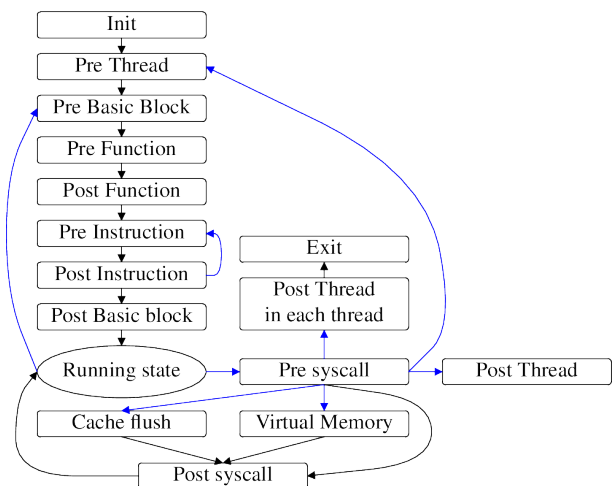 Init
Pre Thread
Pre Basic Block
Pre Function
Post Function
Pre Instruction
Exit
Post Instruction
Post Thread
in each thread
Post Basic block
Running state
Pre syscall
Post Thread
Cache flush
Virtual Memory
Post syscall